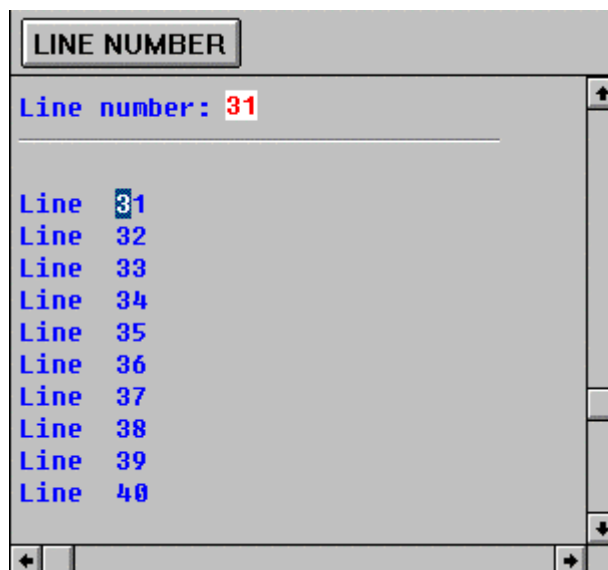 LINE NUMBER
Line number: 31
Line 31
Line 32
Line 33
Line 34
Line 35
Line 36
Line 37
Line 38
Line 39
Line 40